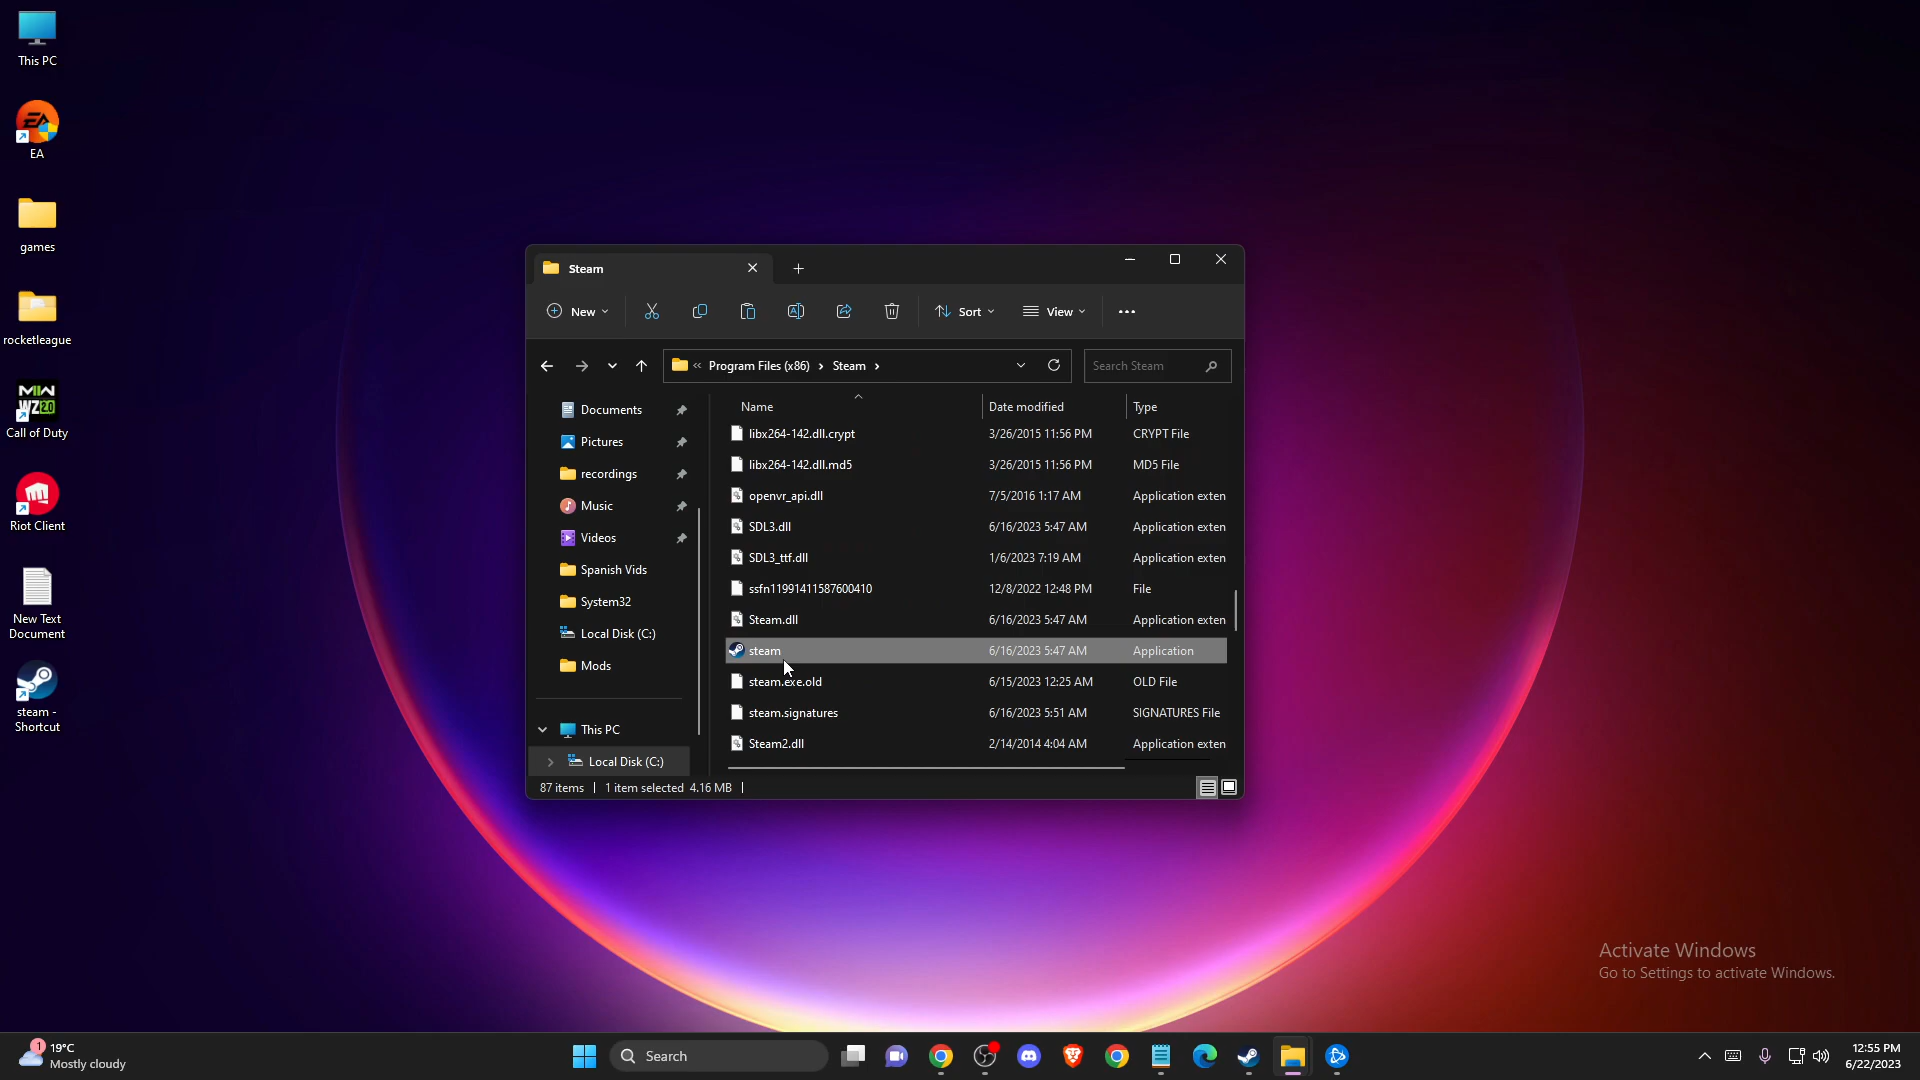 This PC
EA
games
rocketleague
MW
WZ 2.0
Call of Duty
Riot Client
New Text
Document
steam -
Shortcut
Steam
New
Sort
View
Program Files (x86)
Steam
Search Steam
Documents
Pictures
recordings
Music
Videos
Spanish Vids
System32
Local Disk (C:)
Mods
This PC
Local Disk (C:)
Name Date modified Type
libx264-142.dll.crypt 3/26/2015 11:56 PM CRYPT File
libx264-142.dll.md5 3/26/2015 11:56 PM MD5 File
openvr_api.dll 7/5/2016 1:17 AM Application exten
SDL3.dll 6/16/2023 5:47 AM Application exten
SDL3_ttf.dll 1/6/2023 7:19 AM Application exten
ssfn11991411587600410 12/8/2022 12:48 PM File
Steam.dll 6/16/2023 5:47 AM Application exten
steam 6/16/2023 5:47 AM Application
steam.exe.old 6/15/2023 12:25 AM OLD File
steam.signatures 6/16/2023 5:51 AM SIGNATURES File
Steam2.dll 2/14/2014 4:04 AM Application exten
87 items 1 item selected 4.16 MB
Activate Windows
Go to Settings to activate Windows.
1
19°C
Mostly cloudy
Search
12:55 PM
6/22/2023